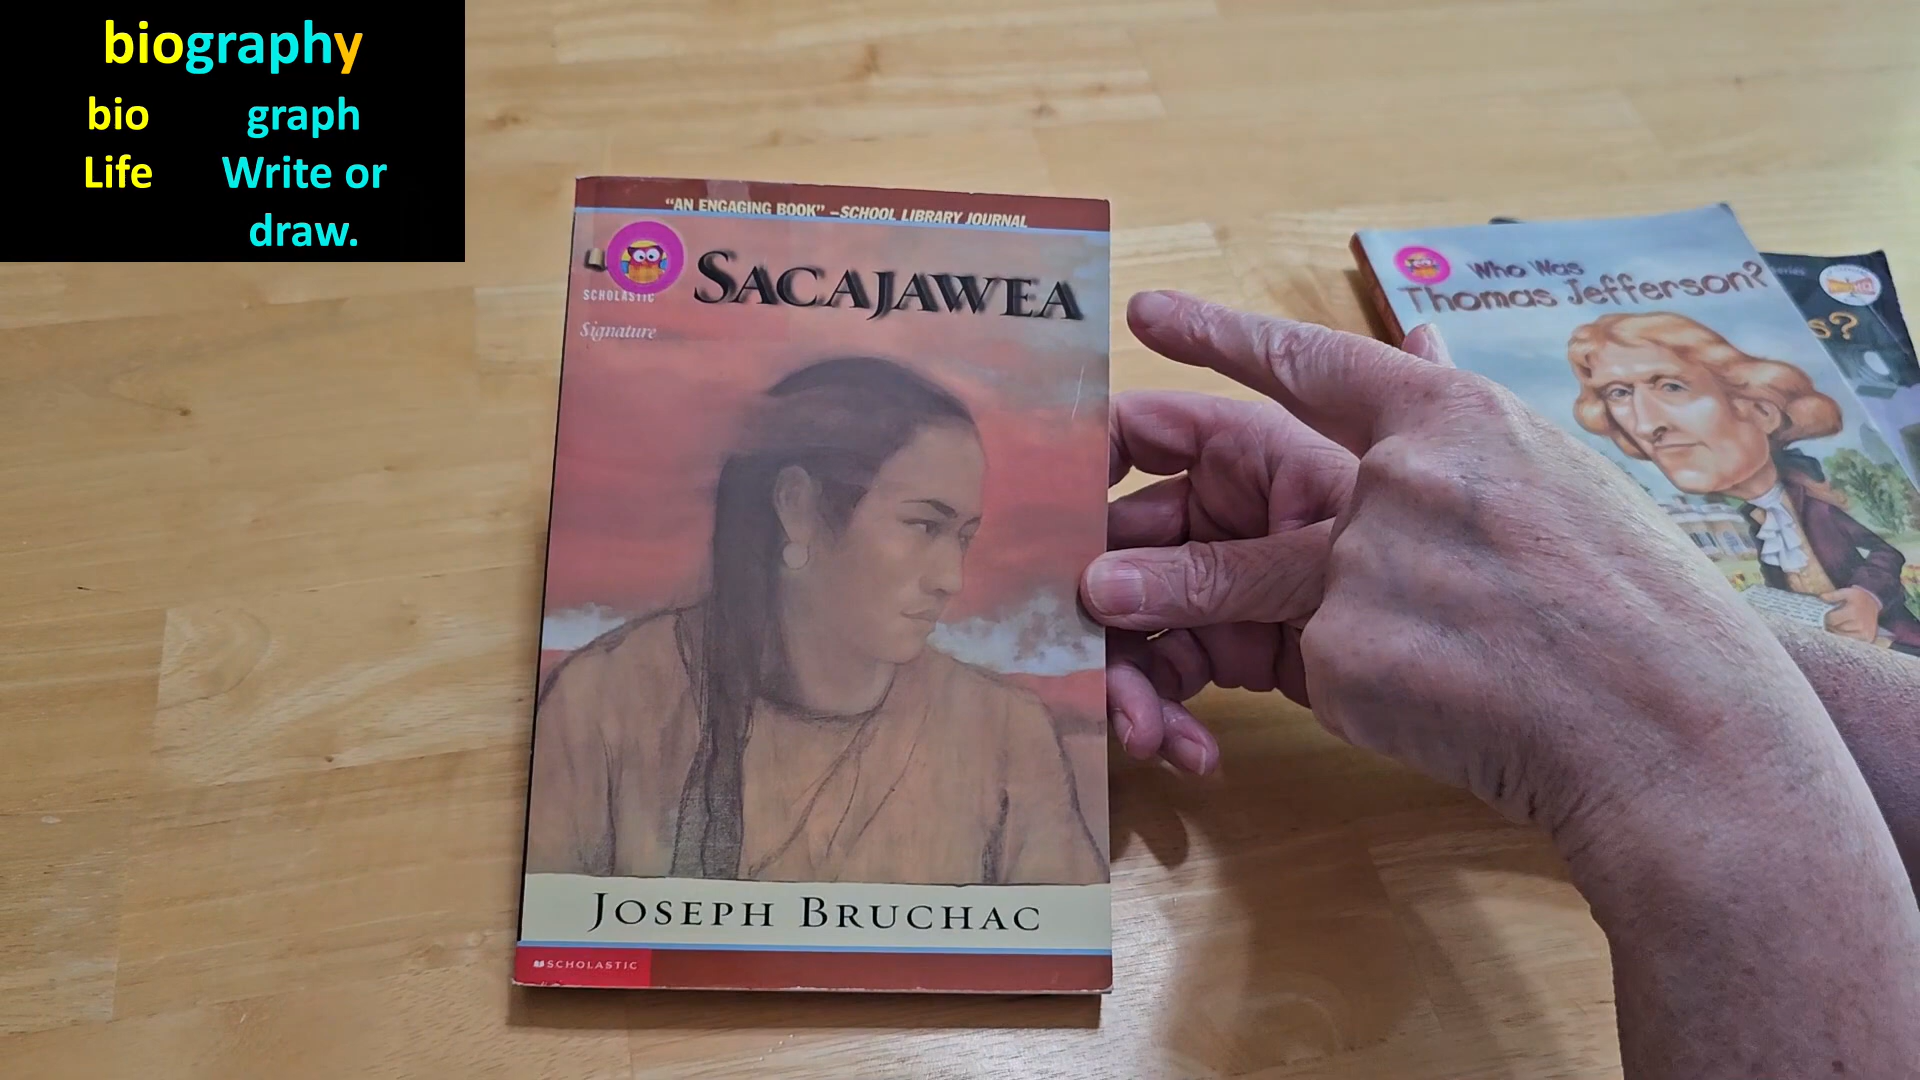 biography
bio graph
Life Write or
draw.
"AN ENGAGING BOOK" –SCHOOL LIBRARY JOURNAL
SACAJAWEA
SCHOLASTIC
Signature
JOSEPH BRUCHAC
SCHOLASTIC
Who Was
Thomas Jefferson?
s?